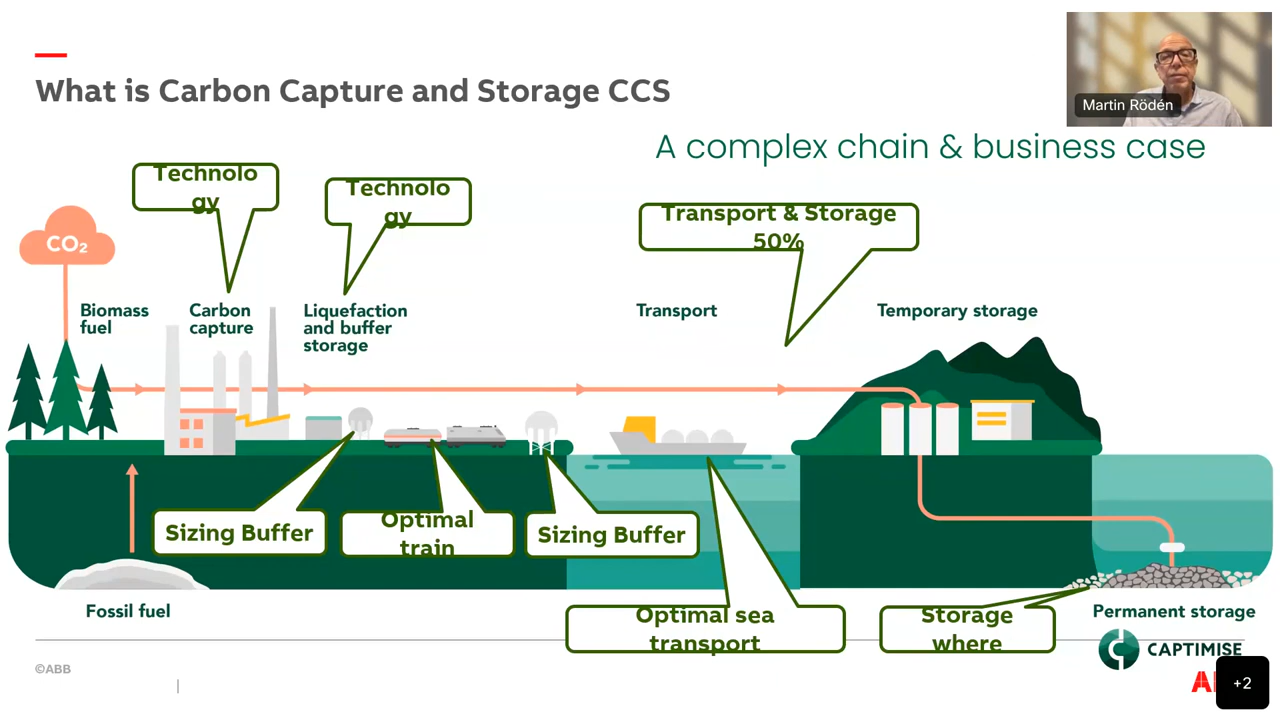 What is Carbon Capture and Storage CCS
Martin Rödén
A complex chain & business case
Technolo
gy
Technolo
gy
Transport & Storage
50%
CO₂
Biomass
fuel
Carbon
capture
Liquefaction
and buffer
storage
Transport
Temporary storage
Sizing Buffer
Optimal
train
Sizing Buffer
Fossil fuel
Optimal sea
transport
Storage
where
Permanent storage
CAPTIMISE
©ABB
+2